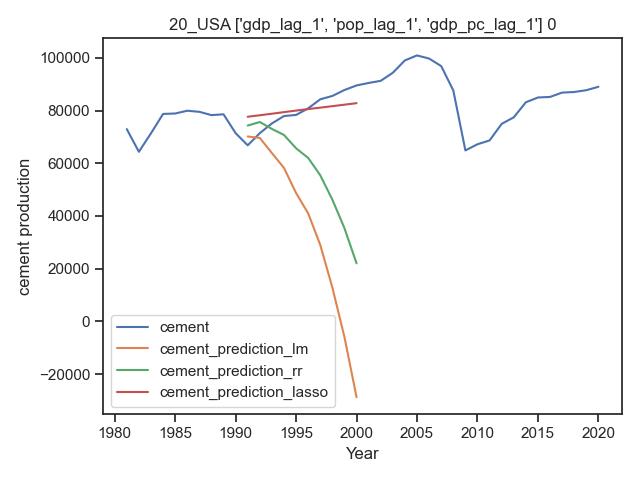 20_USA ['gdp_lag_1', 'pop_lag_1', 'gdp_pc_lag_1'] 0
100000
80000
60000
40000
20000
0
−20000
cement production
cement
cement_prediction_lm
cement_prediction_rr
cement_prediction_lasso
1980 1985 1990 1995 2000 2005 2010 2015 2020
Year